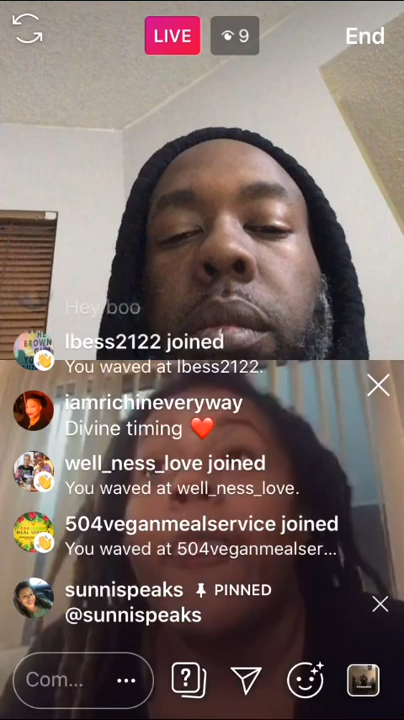 LIVE
9
End
Hey boo
lbess2122 joined
You waved at lbess2122.
iamrichineveryway
Divine timing ❤️
well_ness_love joined
You waved at well_ness_love.
504veganmealservice joined
You waved at 504veganmealser...
sunnispeaks PINNED
@sunnispeaks
Com...